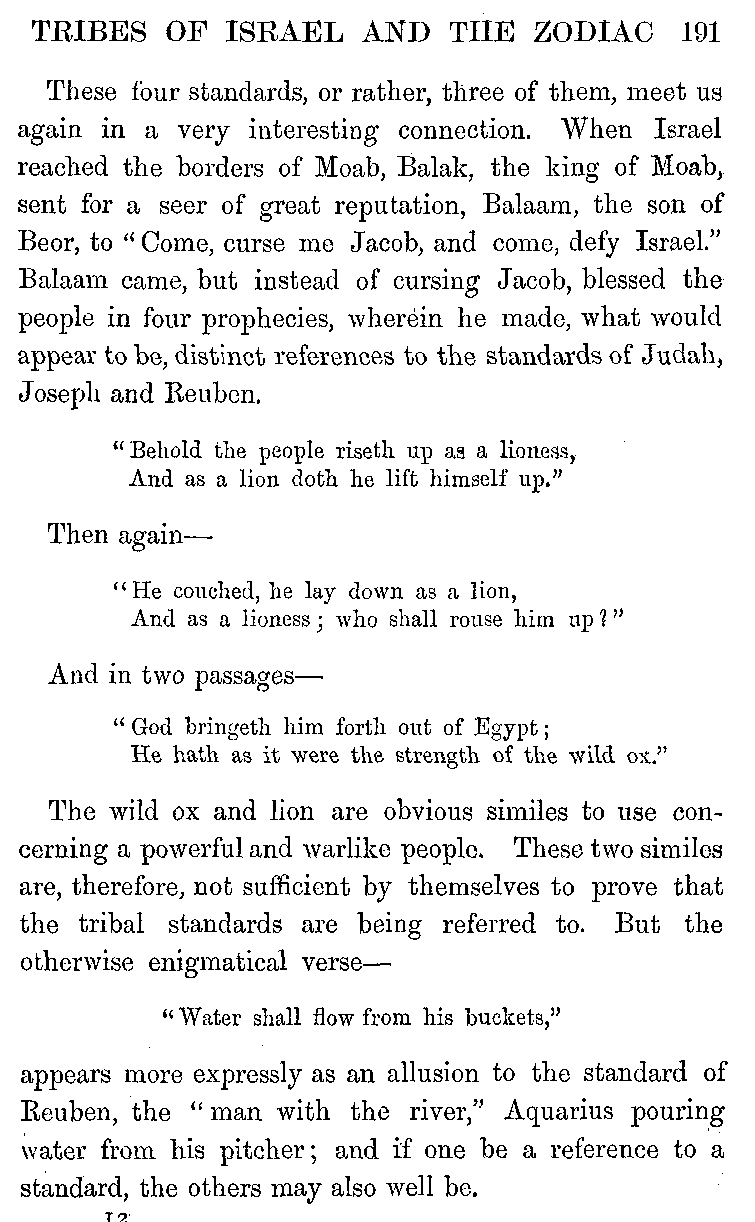 TRIBES OF ISRAEL AND THE ZODIAC 191
These four standards, or rather, three of them, meet us
again in a very interesting connection. When Israel
reached the borders of Moab, Balak, the king of Moab,
sent for a seer of great reputation, Balaam, the son of
Beor, to “Come, curse me Jacob, and come, defy Israel.”
Balaam came, but instead of cursing Jacob, blessed the
people in four prophecies, wherein he made, what would
appear to be, distinct references to the standards of Judah,
Joseph and Reuben.
“Behold the people riseth up as a lioness,
And as a lion doth he lift himself up.”
Then again—
“He couched, he lay down as a lion,
And as a lioness; who shall rouse him up?”
And in two passages—
“God bringeth him forth out of Egypt;
He hath as it were the strength of the wild ox.”
The wild ox and lion are obvious similes to use con-
cerning a powerful and warlike people. These two similes
are, therefore, not sufficient by themselves to prove that
the tribal standards are being referred to. But the
otherwise enigmatical verse—
“Water shall flow from his buckets,”
appears more expressly as an allusion to the standard of
Reuben, the “man with the river,” Aquarius pouring
water from his pitcher; and if one be a reference to a
standard, the others may also well be.